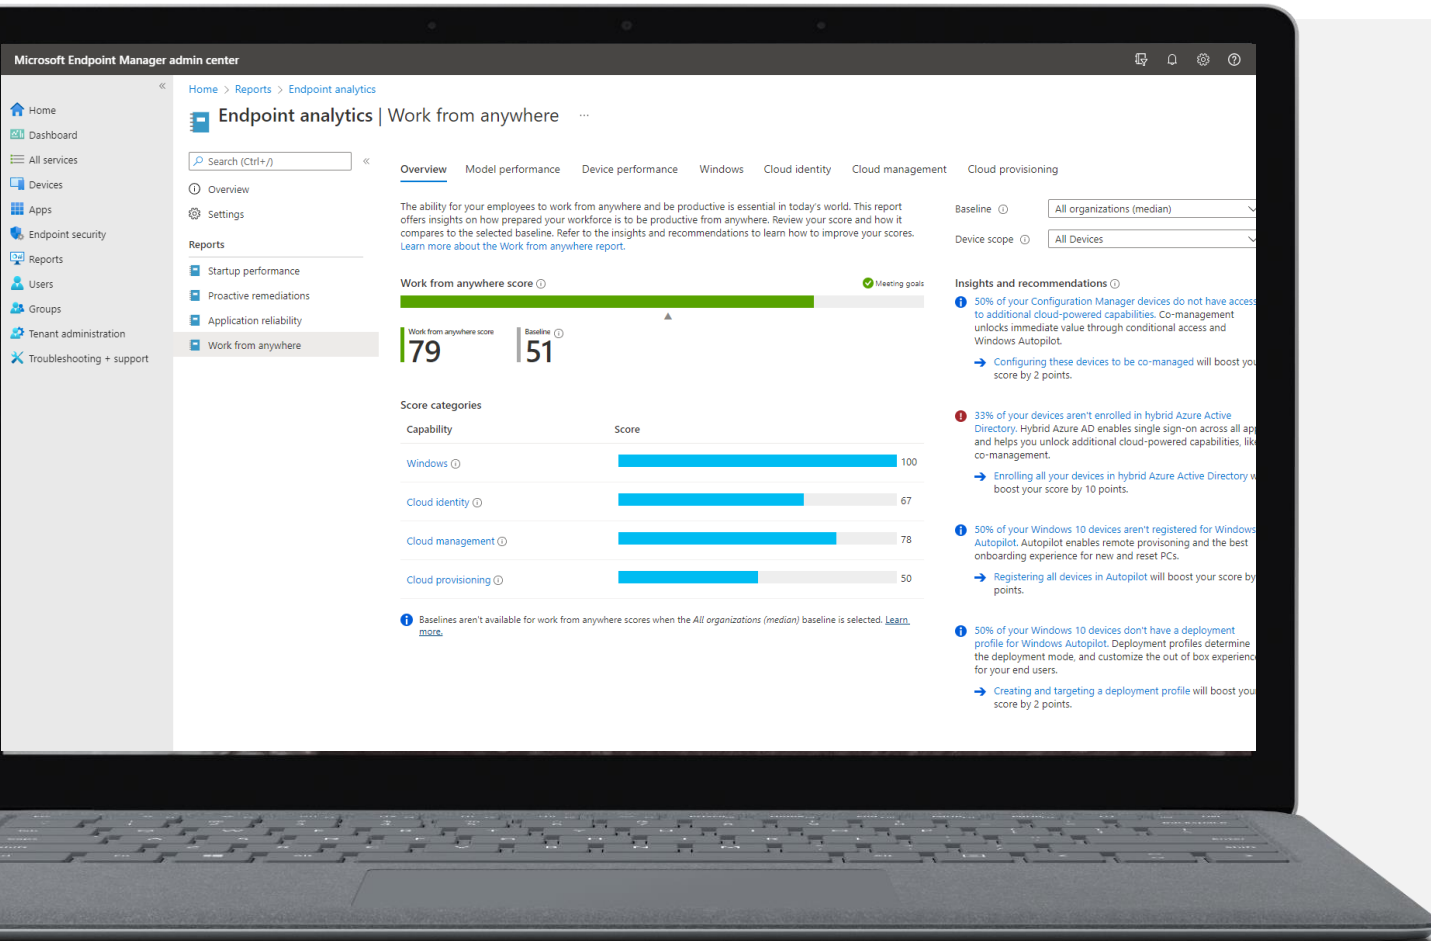 Microsoft Endpoint Manager admin center
Home
Dashboard
All services
Devices
Apps
Endpoint security
Reports
Users
Groups
Tenant administration
Troubleshooting + support
Home > Reports > Endpoint analytics
Endpoint analytics | Work from anywhere ...
Search (Ctrl+/)
Overview
Settings
Reports
Startup performance
Proactive remediations
Application reliability
Work from anywhere
Overview Model performance Device performance Windows Cloud identity Cloud management Cloud provisioning
The ability for your employees to work from anywhere and be productive is essential in today's world. This report
offers insights on how prepared your workforce is to be productive from anywhere. Review your score and how it
compares to the selected baseline. Refer to the insights and recommendations to learn how to improve your scores.
Learn more about the Work from anywhere report.
Work from anywhere score
Meeting goals
Work from anywhere score
79
Baseline
51
Score categories
Capability Score
Windows 100
Cloud identity 67
Cloud management 78
Cloud provisioning 50
Baselines aren't available for work from anywhere scores when the All organizations (median) baseline is selected. Learn
more.
Baseline All organizations (median)
Device scope All Devices
Insights and recommendations
50% of your Configuration Manager devices do not have access
to additional cloud-powered capabilities. Co-management
unlocks immediate value through conditional access and
Windows Autopilot.
Configuring these devices to be co-managed will boost you
score by 2 points.
33% of your devices aren't enrolled in hybrid Azure Active
Directory. Hybrid Azure AD enables single sign-on across all ap
and helps you unlock additional cloud-powered capabilities, lik
co-management.
Enrolling all your devices in hybrid Azure Active Directory w
boost your score by 10 points.
50% of your Windows 10 devices aren't registered for Windows
Autopilot. Autopilot enables remote provisioning and the best
onboarding experience for new and reset PCs.
Registering all devices in Autopilot will boost your score by
points.
50% of your Windows 10 devices don't have a deployment
profile for Windows Autopilot. Deployment profiles determine
the deployment mode, and customize the out of box experienc
for your end users.
Creating and targeting a deployment profile will boost you
score by 2 points.